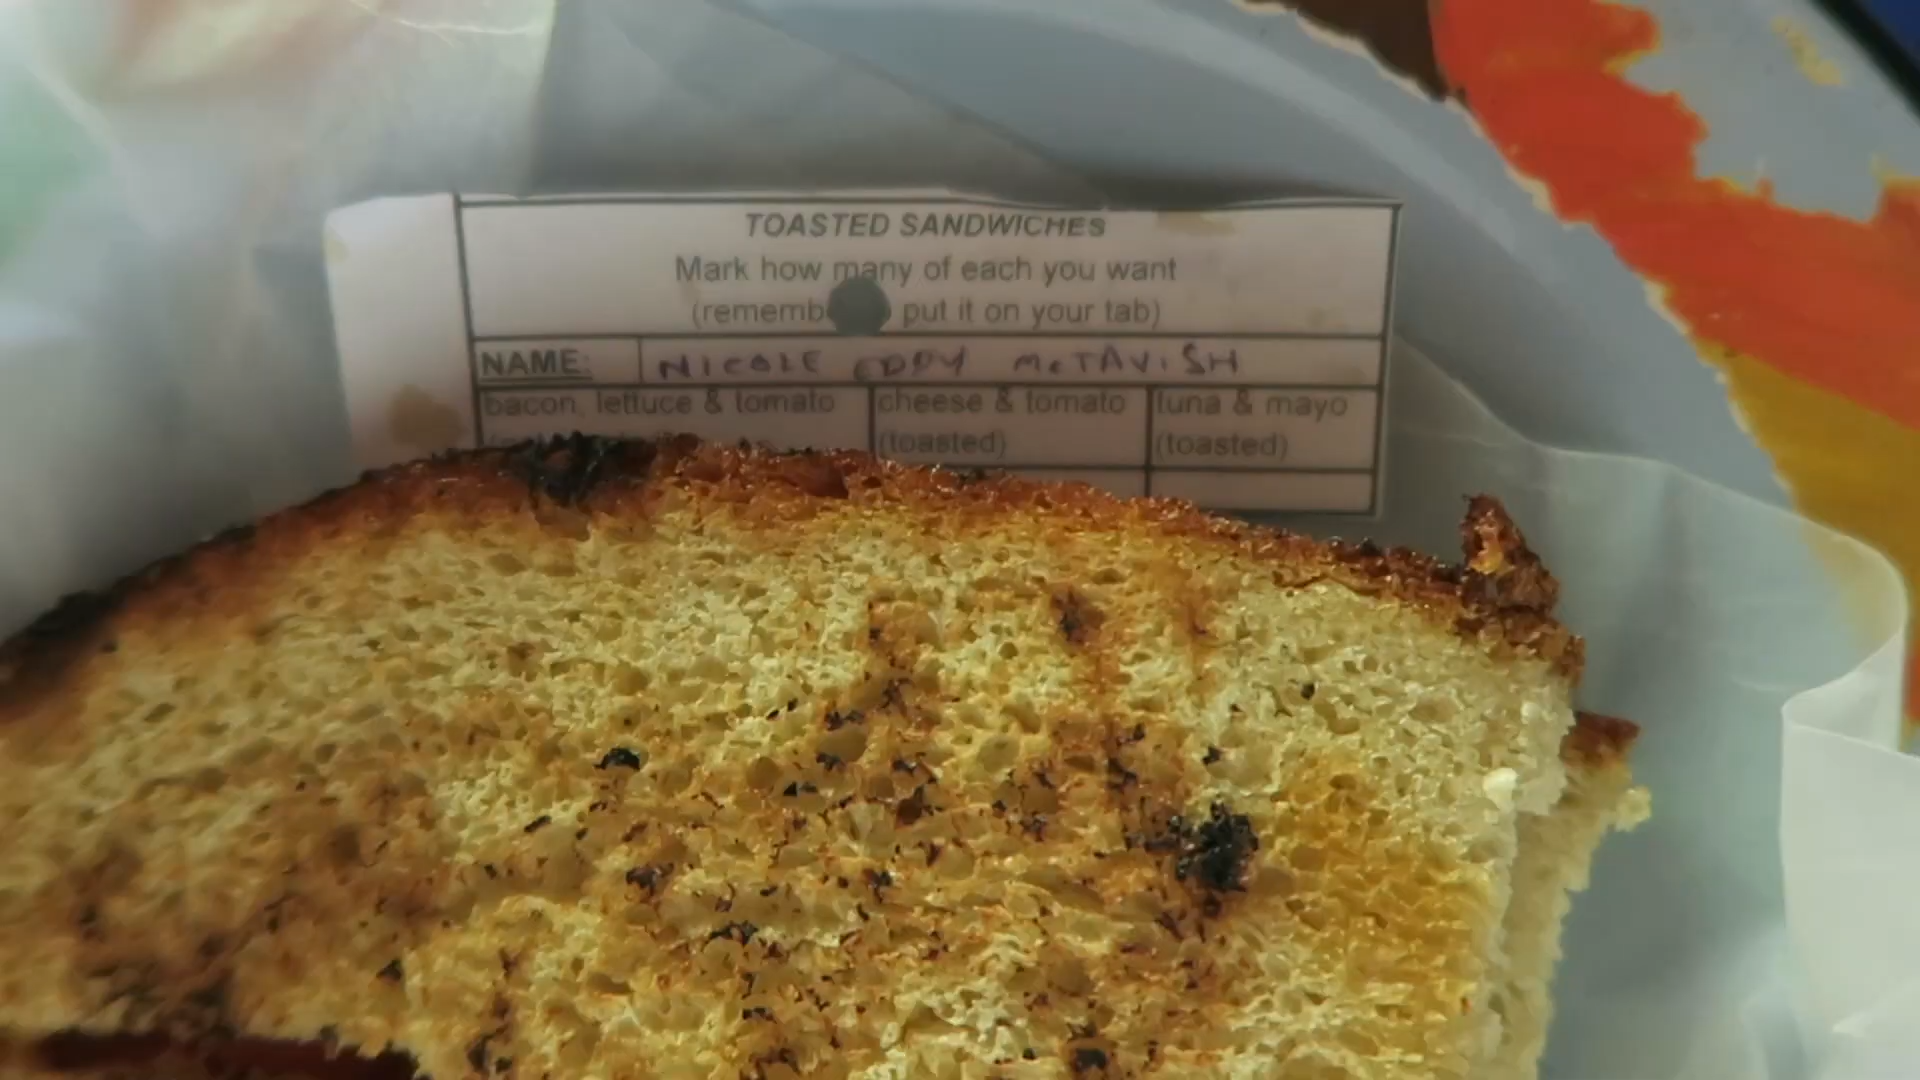 TOASTED SANDWICHES
Mark how many of each you want
(rememb put it on your tab)
NAME: NICOLE EDDY McTAVISH
bacon, lettuce & tomato cheese & tomato tuna & mayo
(toasted) (toasted)